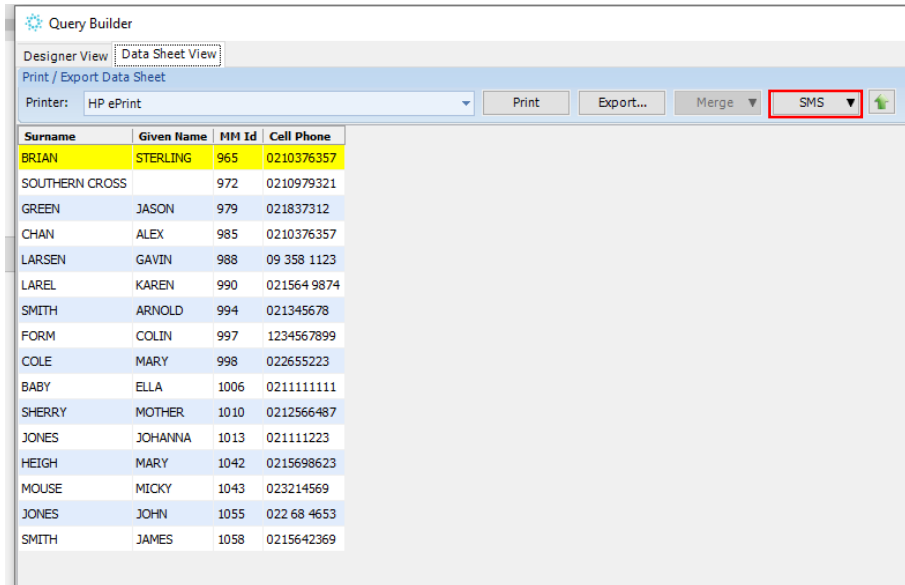 Query Builder
Designer View Data Sheet View
Print / Export Data Sheet
Printer: HP ePrint Print Export... Merge SMS
Surname Given Name MM Id Cell Phone
BRIAN STERLING 965 0210376357
SOUTHERN CROSS 972 0210979321
GREEN JASON 979 021837312
CHAN ALEX 985 0210376357
LARSEN GAVIN 988 09 358 1123
LAREL KAREN 990 021564 9874
SMITH ARNOLD 994 021345678
FORM COLIN 997 1234567899
COLE MARY 998 022655223
BABY ELLA 1006 0211111111
SHERRY MOTHER 1010 0212566487
JONES JOHANNA 1013 021111223
HEIGH MARY 1042 0215698623
MOUSE MICKY 1043 023214569
JONES JOHN 1055 022 68 4653
SMITH JAMES 1058 0215642369